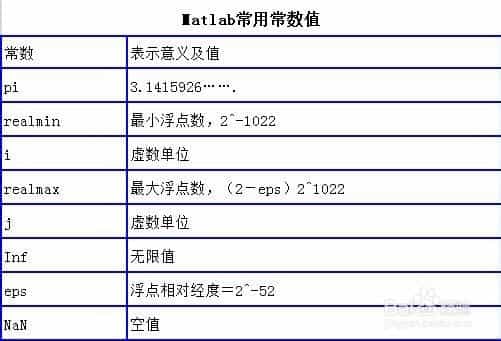 Matlab常用常数值
常数 表示意义及值
pi 3.1415926…….
realmin 最小浮点数, 2^-1022
i 虚数单位
realmax 最大浮点数,（2－eps）2^1022
j 虚数单位
Inf 无限值
eps 浮点相对经度＝2^-52
NaN 空值